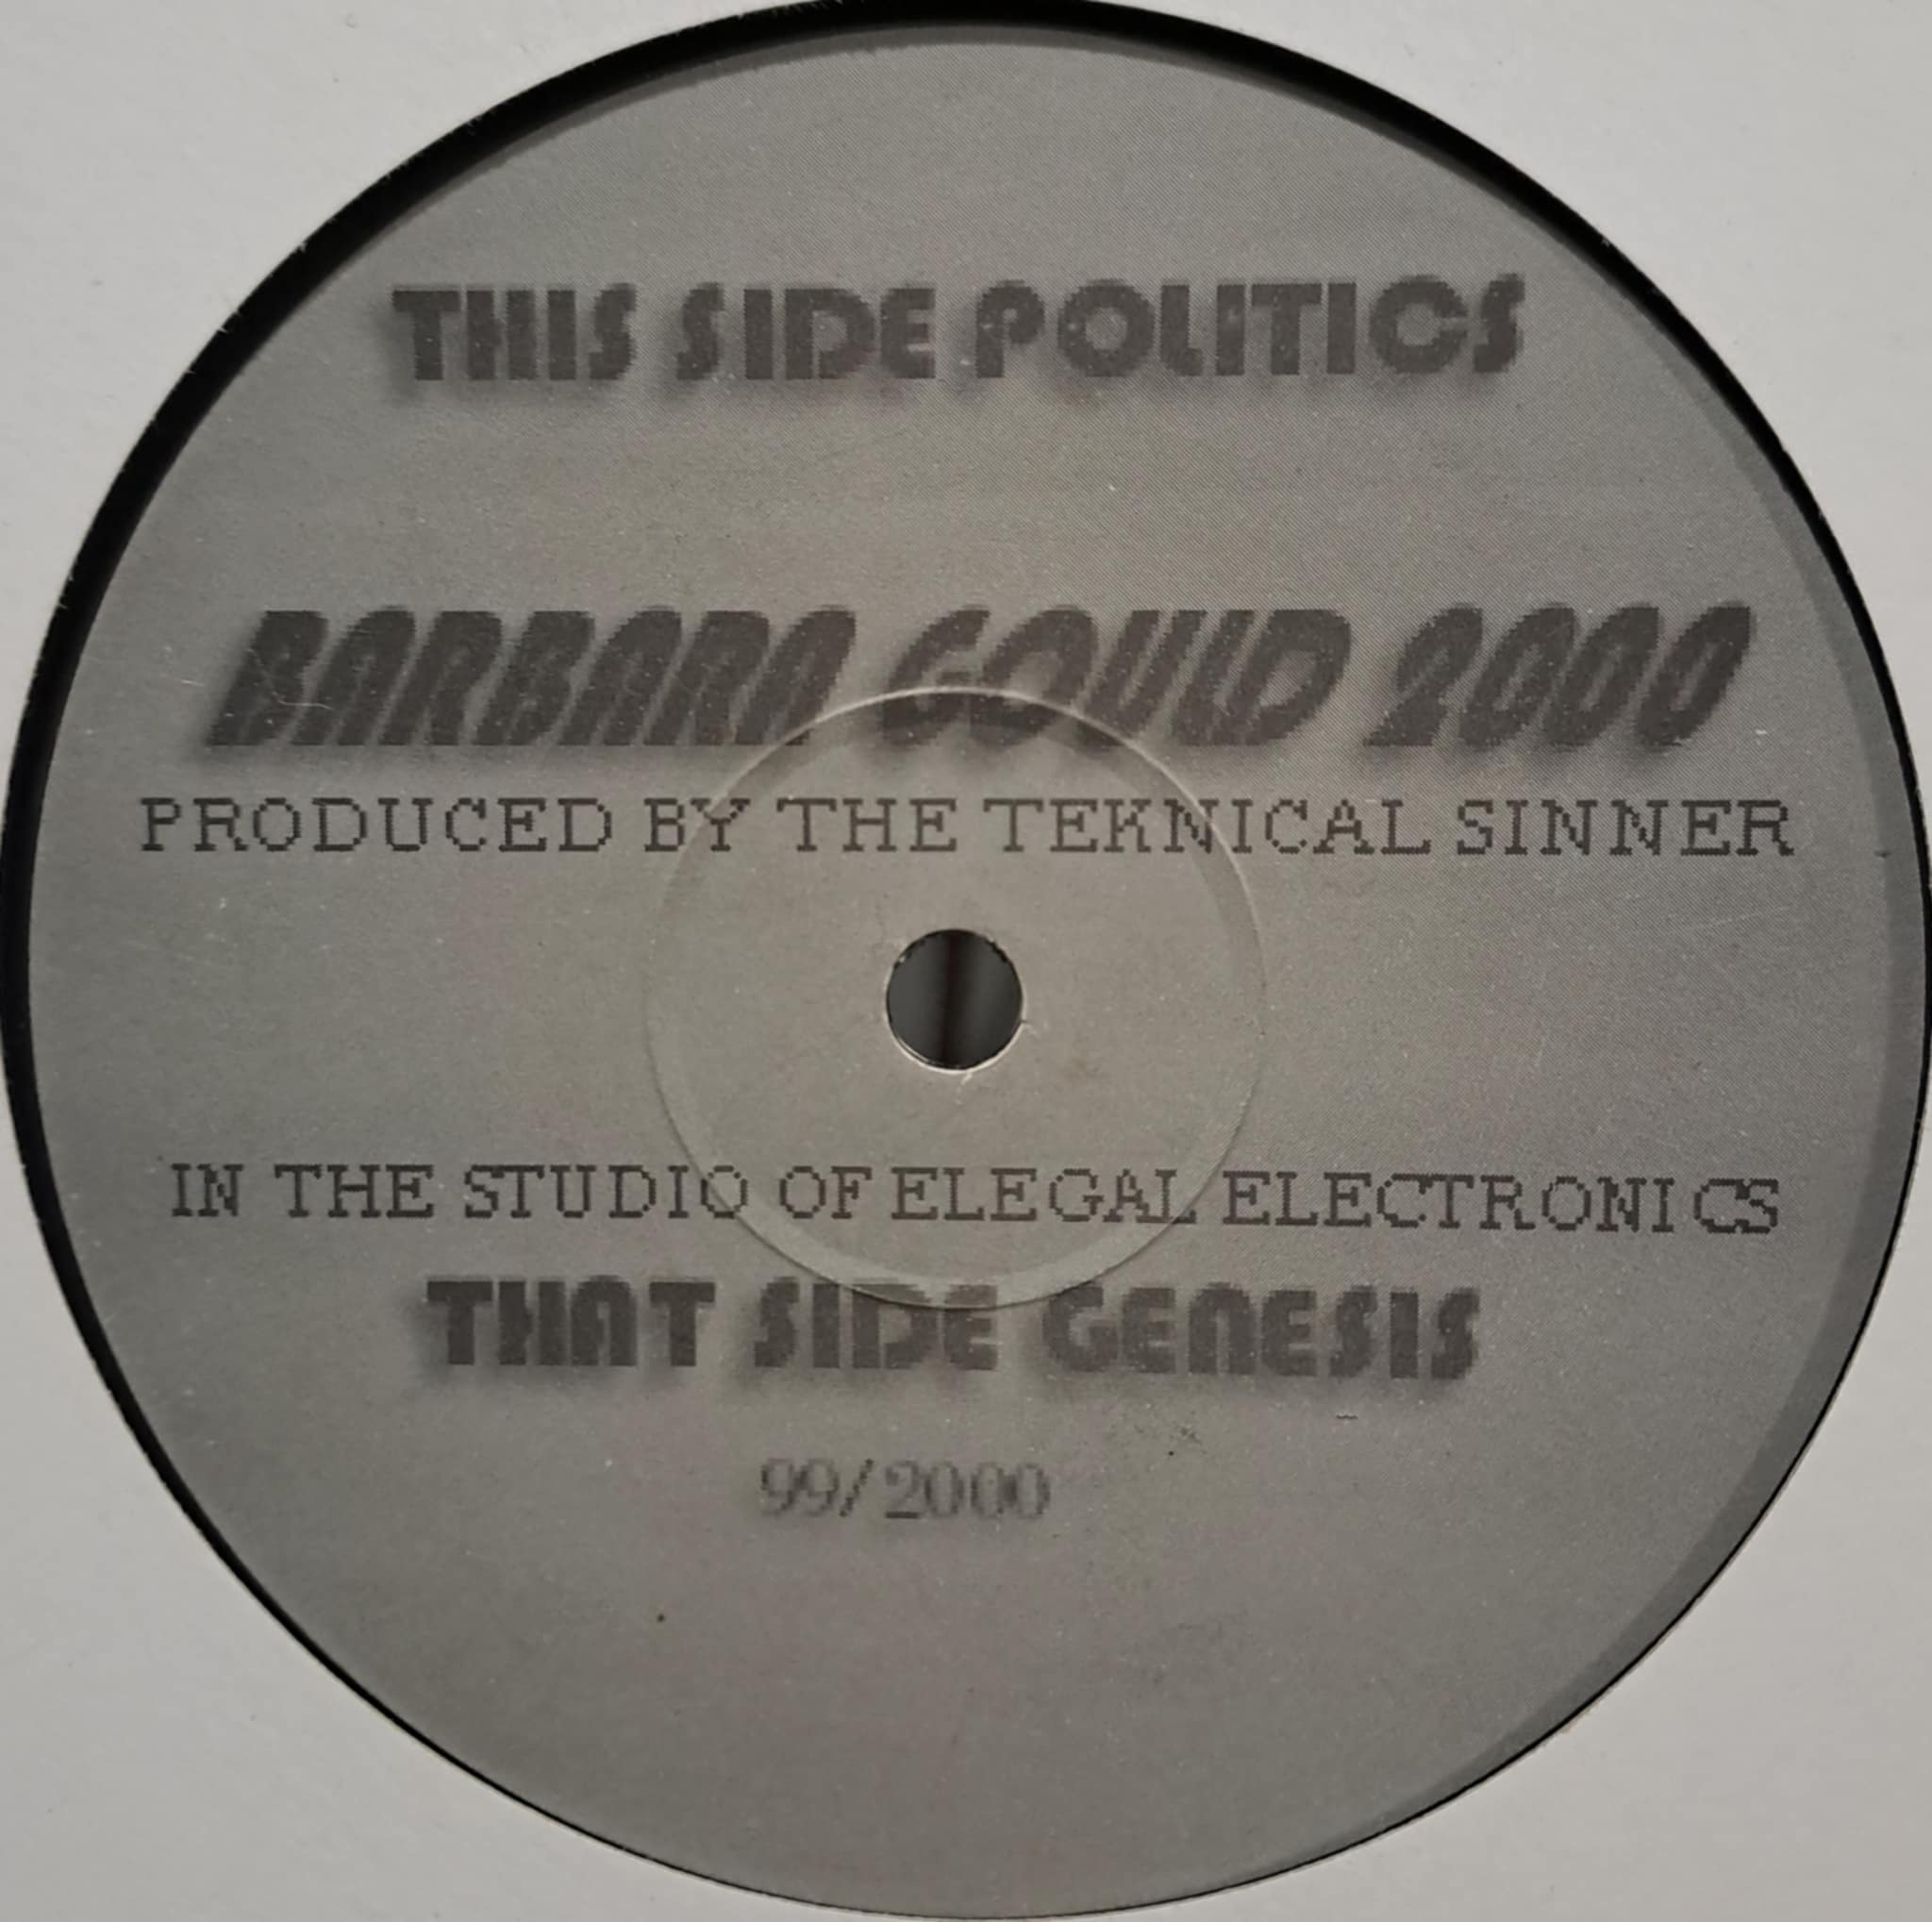 THIS SIDE POLITICS
BARBARA GOULD 2000
PRODUCED BY THE TEKNICAL SINNER
IN THE STUDIO OF ELEGAL ELECTRONICS
THAT SIDE GENESIS
99/2000